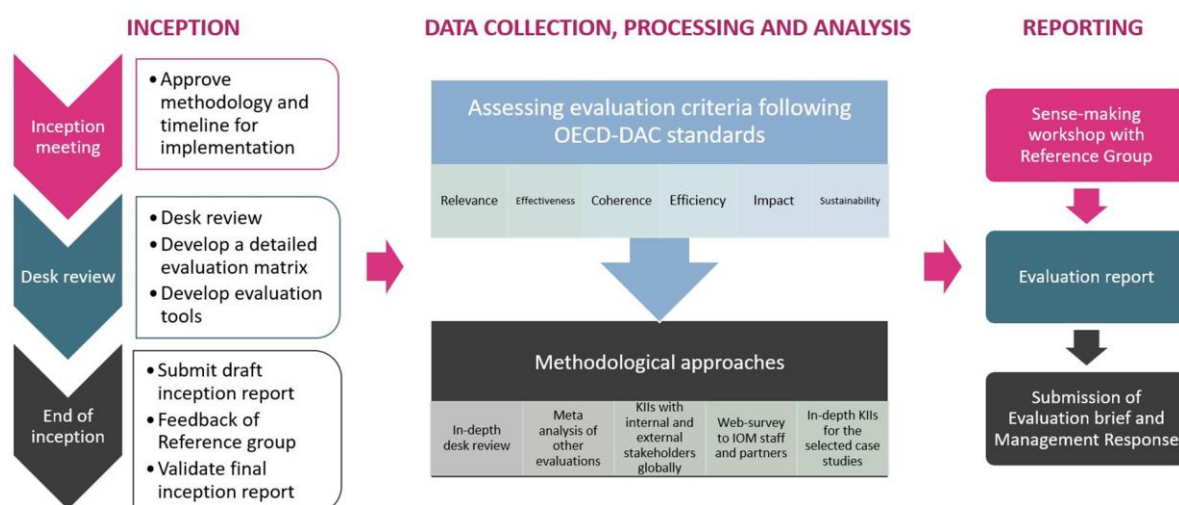 INCEPTION
Inception
meeting
• Approve
methodology and
timeline for
implementation
Desk review
• Desk review
• Develop a detailed
evaluation matrix
• Develop evaluation
tools
End of
inception
• Submit draft
inception report
• Feedback of
Reference group
• Validate final
inception report
DATA COLLECTION, PROCESSING AND ANALYSIS
Assessing evaluation criteria following
OECD-DAC standards
Relevance
Effectiveness
Coherence
Efficiency
Impact
Sustainability
Methodological approaches
In-depth
desk review
Meta
analysis of
other
evaluations
KIIs with
internal and
external
stakeholders
globally
Web-survey
to IOM staff
and partners
In-depth KIIs
for the
selected case
studies
REPORTING
Sense-making
workshop with
Reference Group
Evaluation report
Submission of
Evaluation brief and
Management Response